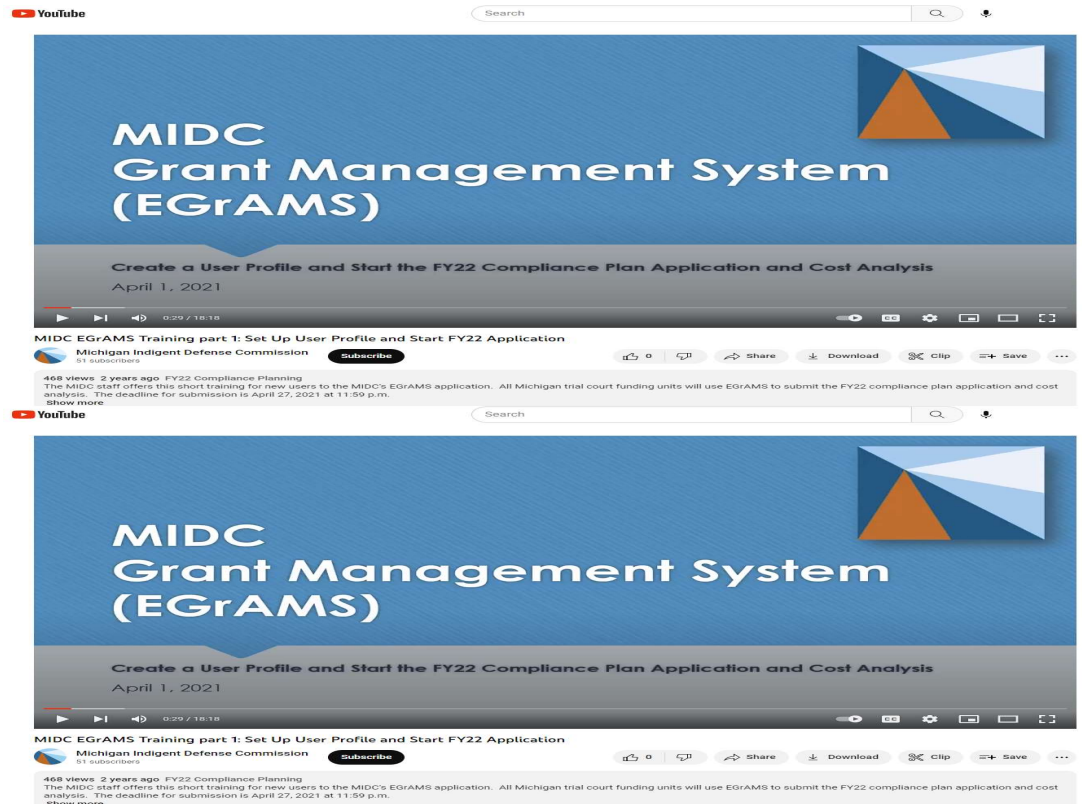 YouTube
Search
MIDC
Grant Management System
(EGrAMS)
Create a User Profile and Start the FY22 Compliance Plan Application and Cost Analysis
April 1, 2021
0:29 / 18:18
CC
MIDC EGrAMS Training part 1: Set Up User Profile and Start FY22 Application
Michigan Indigent Defense Commission
51 subscribers
Subscribe
0
Share
Download
Clip
Save
468 views 2 years ago FY22 Compliance Planning
The MIDC staff offers this short training for new users to the MIDC's EGrAMS application. All Michigan trial court funding units will use EGrAMS to submit the FY22 compliance plan application and cost
analysis. The deadline for submission is April 27, 2021 at 11:59 p.m.
Show more
YouTube
Search
MIDC
Grant Management System
(EGrAMS)
Create a User Profile and Start the FY22 Compliance Plan Application and Cost Analysis
April 1, 2021
0:29 / 18:18
CC
MIDC EGrAMS Training part 1: Set Up User Profile and Start FY22 Application
Michigan Indigent Defense Commission
51 subscribers
Subscribe
0
Share
Download
Clip
Save
468 views 2 years ago FY22 Compliance Planning
The MIDC staff offers this short training for new users to the MIDC's EGrAMS application. All Michigan trial court funding units will use EGrAMS to submit the FY22 compliance plan application and cost
analysis. The deadline for submission is April 27, 2021 at 11:59 p.m.
Show more